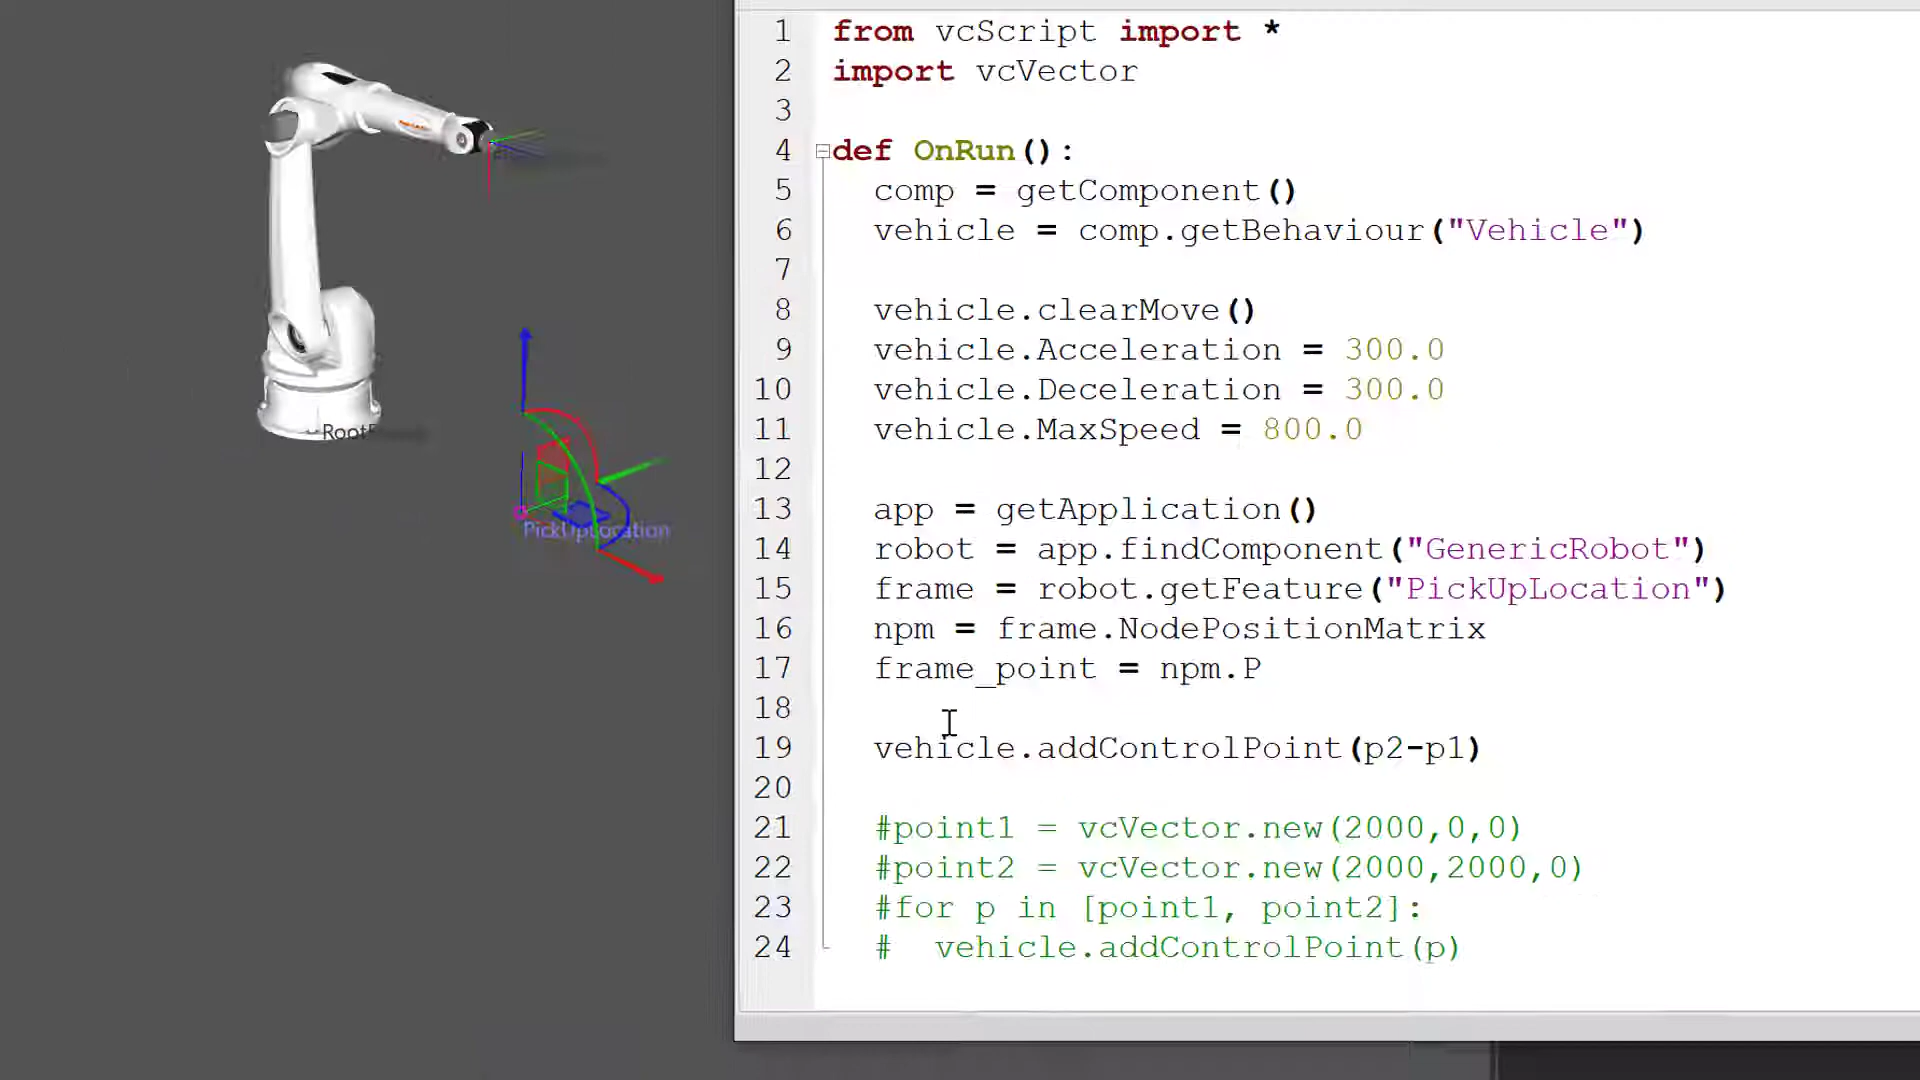 1 from vcScript import *
2 import vcVector
3
4 def OnRun():
5 comp = getComponent()
6 vehicle = comp.getBehaviour("Vehicle")
7
8 vehicle.clearMove()
9 vehicle.Acceleration = 300.0
10 vehicle.Deceleration = 300.0
11 vehicle.MaxSpeed = 800.0
12
13 app = getApplication()
14 robot = app.findComponent("GenericRobot")
15 frame = robot.getFeature("PickUpLocation")
16 npm = frame.NodePositionMatrix
17 frame_point = npm.P
18
19 vehicle.addControlPoint(p2-p1)
20
21 #point1 = vcVector.new(2000,0,0)
22 #point2 = vcVector.new(2000,2000,0)
23 #for p in [point1, point2]:
24 #  vehicle.addControlPoint(p)
PickUpLocation